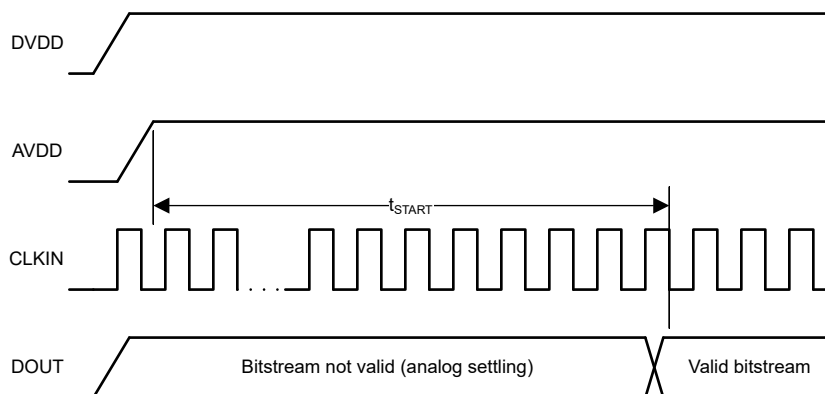 DVDD
AVDD
tSTART
CLKIN
. . .
DOUT
Bitstream not valid (analog settling)
Valid bitstream